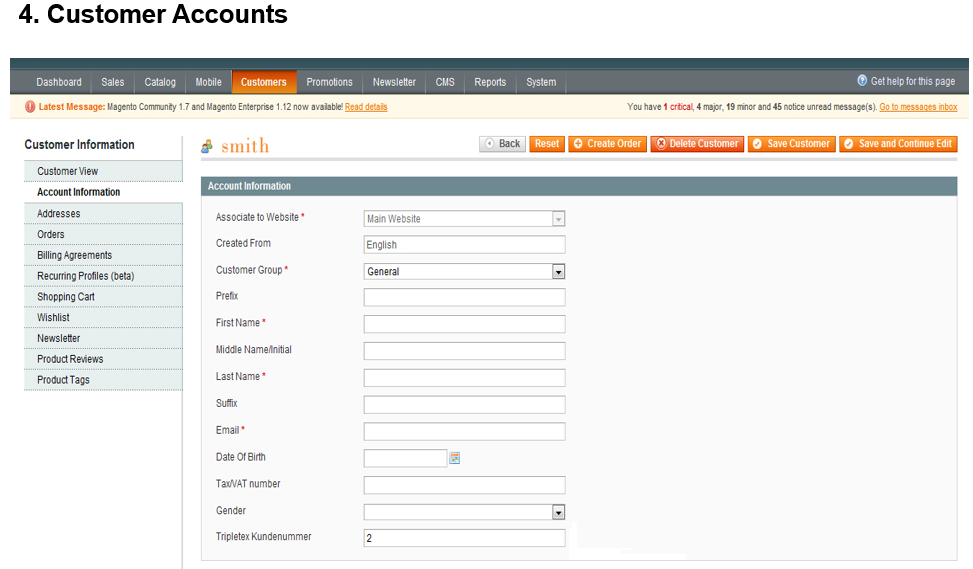 4. Customer Accounts
Dashboard Sales Catalog Mobile Customers Promotions Newsletter CMS Reports System Get help for this page
Latest Message: Magento Community 1.7 and Magento Enterprise 1.12 now available! Read details You have 1 critical, 4 major, 19 minor and 45 notice unread message(s). Go to messages inbox
Customer Information
smith Back Reset Create Order Delete Customer Save Customer Save and Continue Edit
Customer View
Account Information
Addresses
Orders
Billing Agreements
Recurring Profiles (beta)
Shopping Cart
Wishlist
Newsletter
Product Reviews
Product Tags
Account Information
Associate to Website * Main Website
Created From English
Customer Group * General
Prefix
First Name *
Middle Name/Initial
Last Name *
Suffix
Email *
Date Of Birth
Tax/VAT number
Gender
Tripletex Kundenummer 2